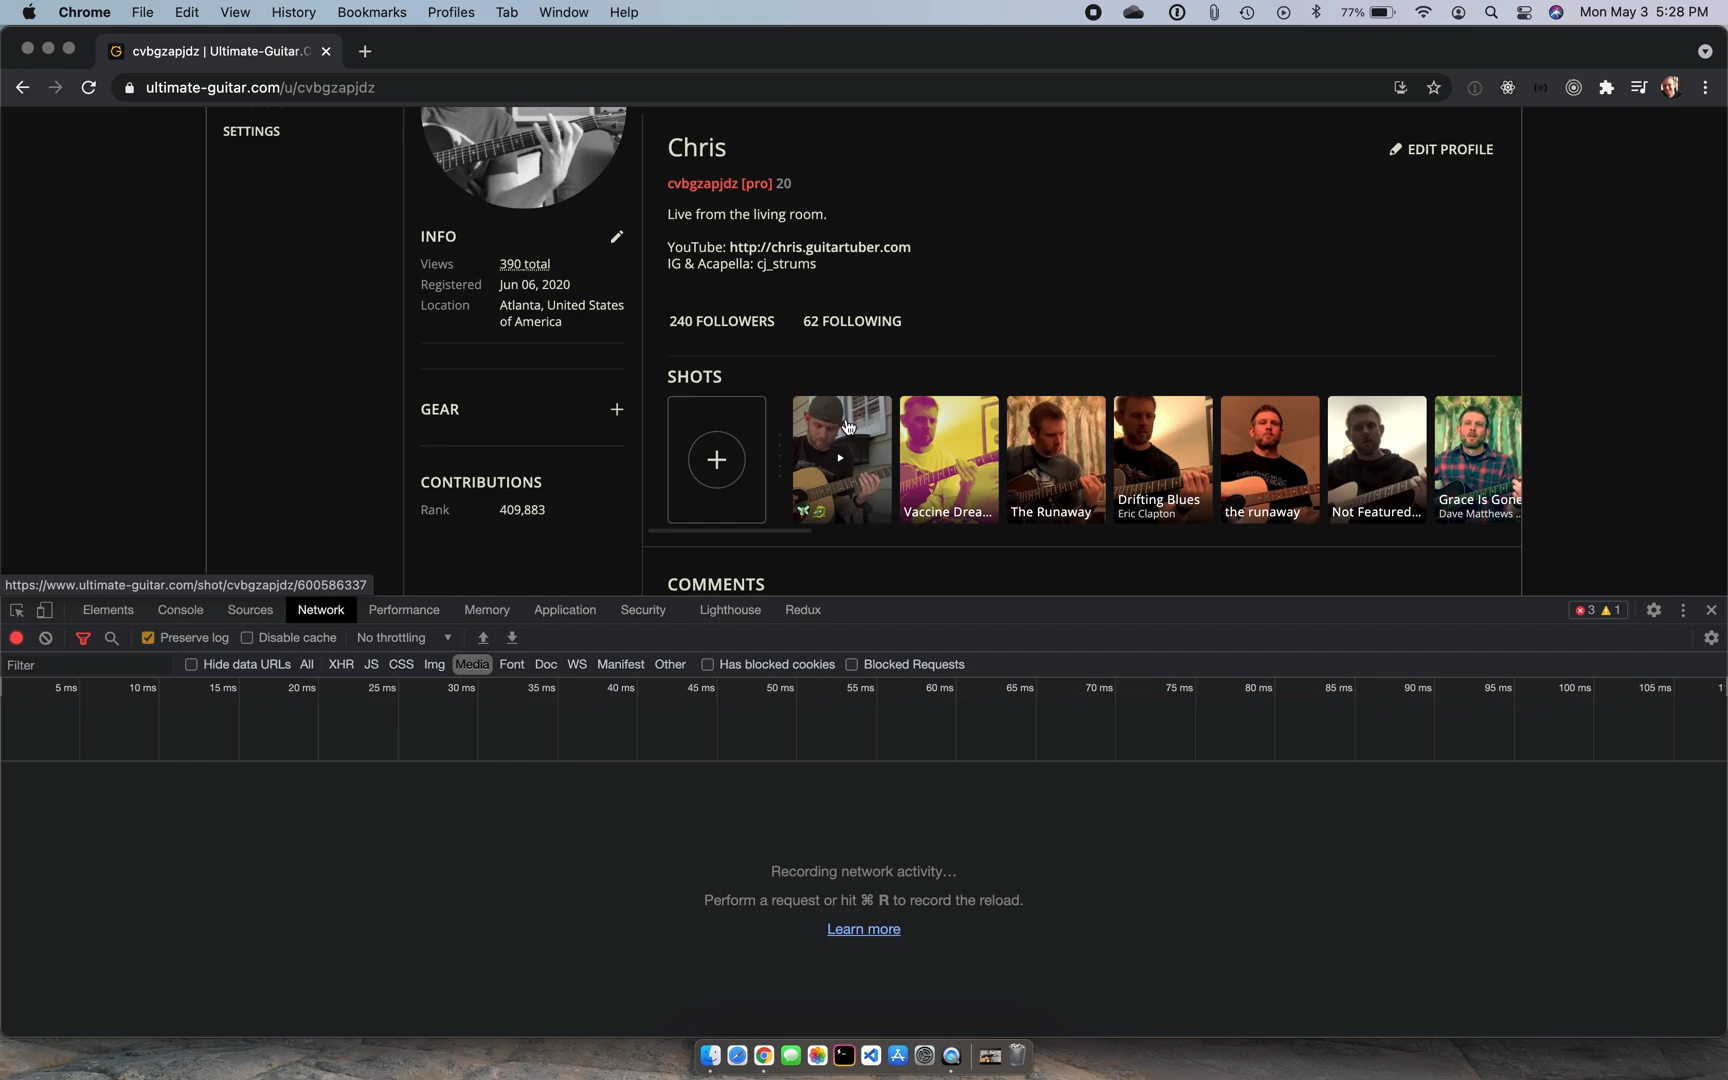 Chrome File Edit View History Bookmarks Profiles Tab Window Help 77% Mon May 3 5:28 PM
cvbgzapjdz | Ultimate-Guitar.C
ultimate-guitar.com/u/cvbgzapjdz
SETTINGS
Chris
EDIT PROFILE
cvbgzapjdz [pro] 20
Live from the living room.
YouTube: http://chris.guitartuber.com
IG & Acapella: cj_strums
INFO
Views 390 total
Registered Jun 06, 2020
Location Atlanta, United States
of America
240 FOLLOWERS 62 FOLLOWING
GEAR
CONTRIBUTIONS
Rank 409,883
SHOTS
Vaccine Drea...
The Runaway
Drifting Blues
Eric Clapton
the runaway
Not Featured...
Grace Is Gone
Dave Matthews ..
COMMENTS
https://www.ultimate-guitar.com/shot/cvbgzapjdz/600586337
Elements Console Sources Network Performance Memory Application Security Lighthouse Redux 3 1
Preserve log Disable cache No throttling
Filter Hide data URLs All XHR JS CSS Img Media Font Doc WS Manifest Other Has blocked cookies Blocked Requests
5 ms 10 ms 15 ms 20 ms 25 ms 30 ms 35 ms 40 ms 45 ms 50 ms 55 ms 60 ms 65 ms 70 ms 75 ms 80 ms 85 ms 90 ms 95 ms 100 ms 105 ms 1
Recording network activity…
Perform a request or hit ⌘ R to record the reload.
Learn more